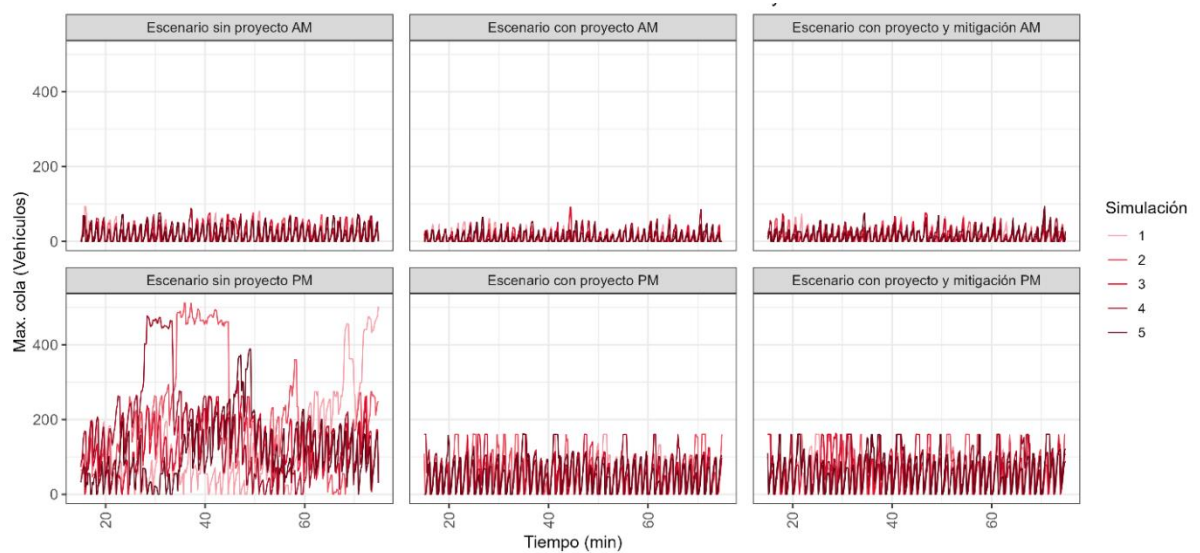 Escenario sin proyecto AM
Escenario con proyecto AM
Escenario con proyecto y mitigación AM
400
200
0
Escenario sin proyecto PM
Escenario con proyecto PM
Escenario con proyecto y mitigación PM
400
200
0
20
40
60
20
40
60
20
40
60
Max. cola (Vehículos)
Tiempo (min)
Simulación
1
2
3
4
5